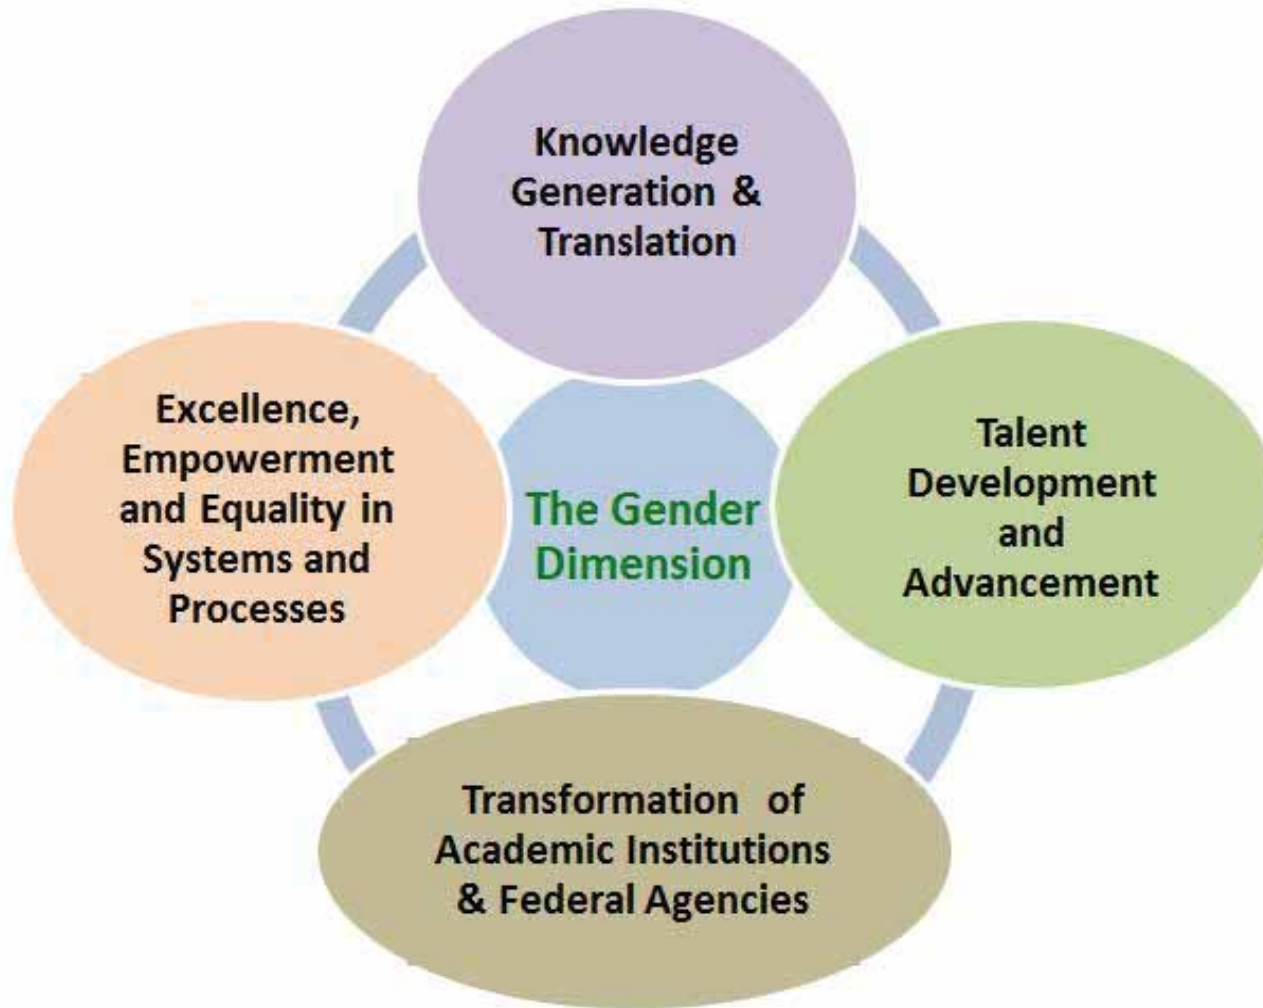 Knowledge
Generation &
Translation
Excellence,
Empowerment
and Equality in
Systems and
Processes
The Gender
Dimension
Talent
Development
and
Advancement
Transformation of
Academic Institutions
& Federal Agencies